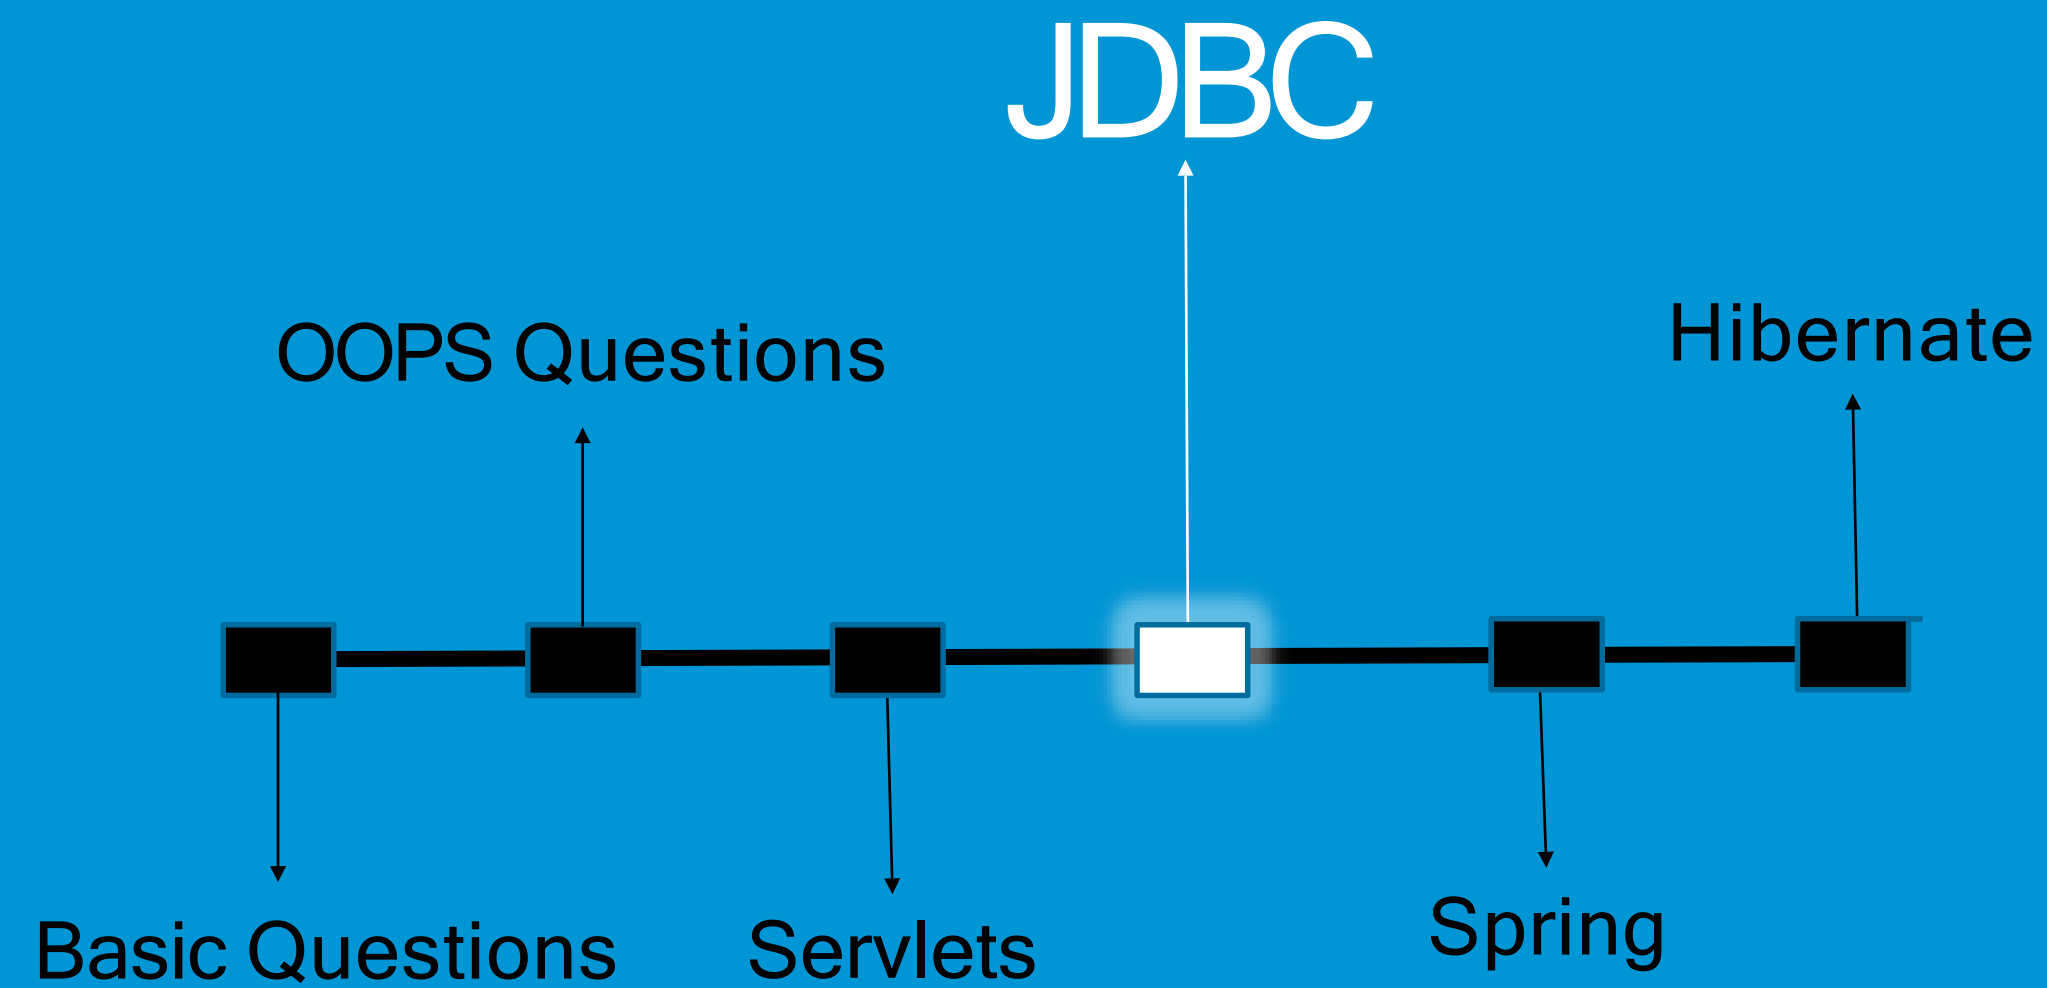 JDBC
OOPS Questions
Hibernate
Basic Questions
Servlets
Spring